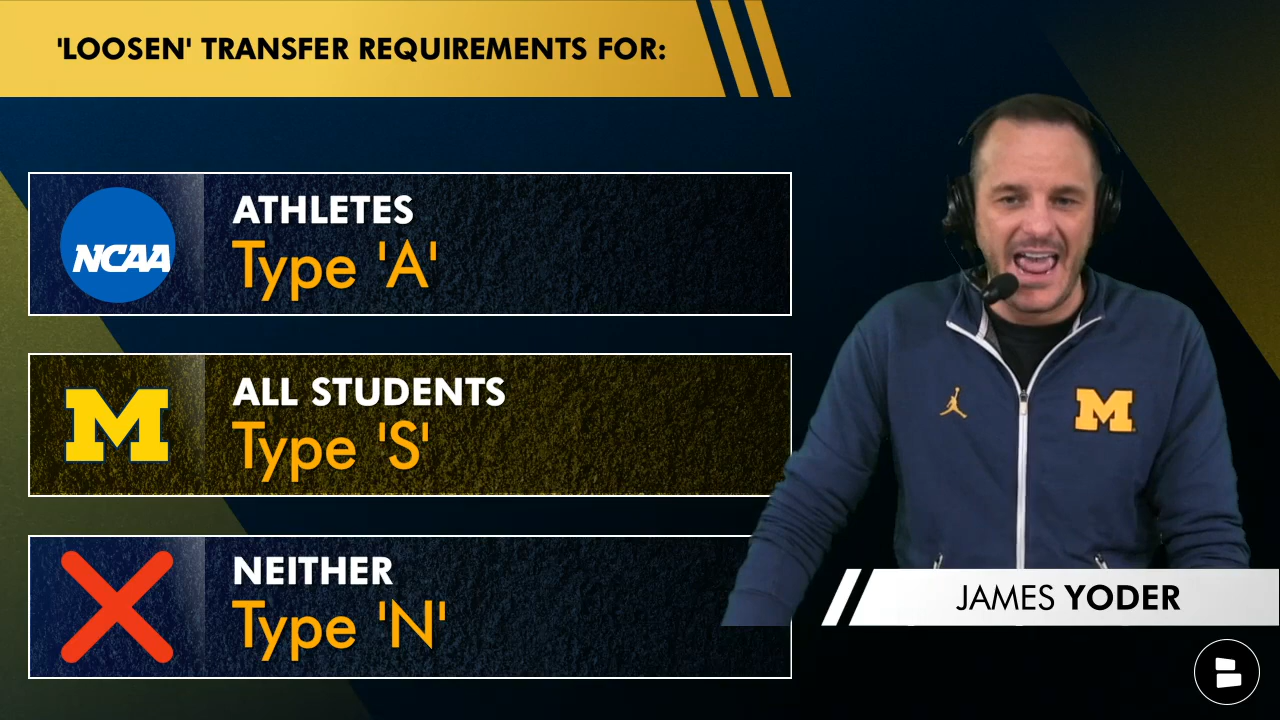 'LOOSEN' TRANSFER REQUIREMENTS FOR:
NCAA
ATHLETES
Type 'A'
M
ALL STUDENTS
Type 'S'
NEITHER
Type 'N'
M
JAMES YODER